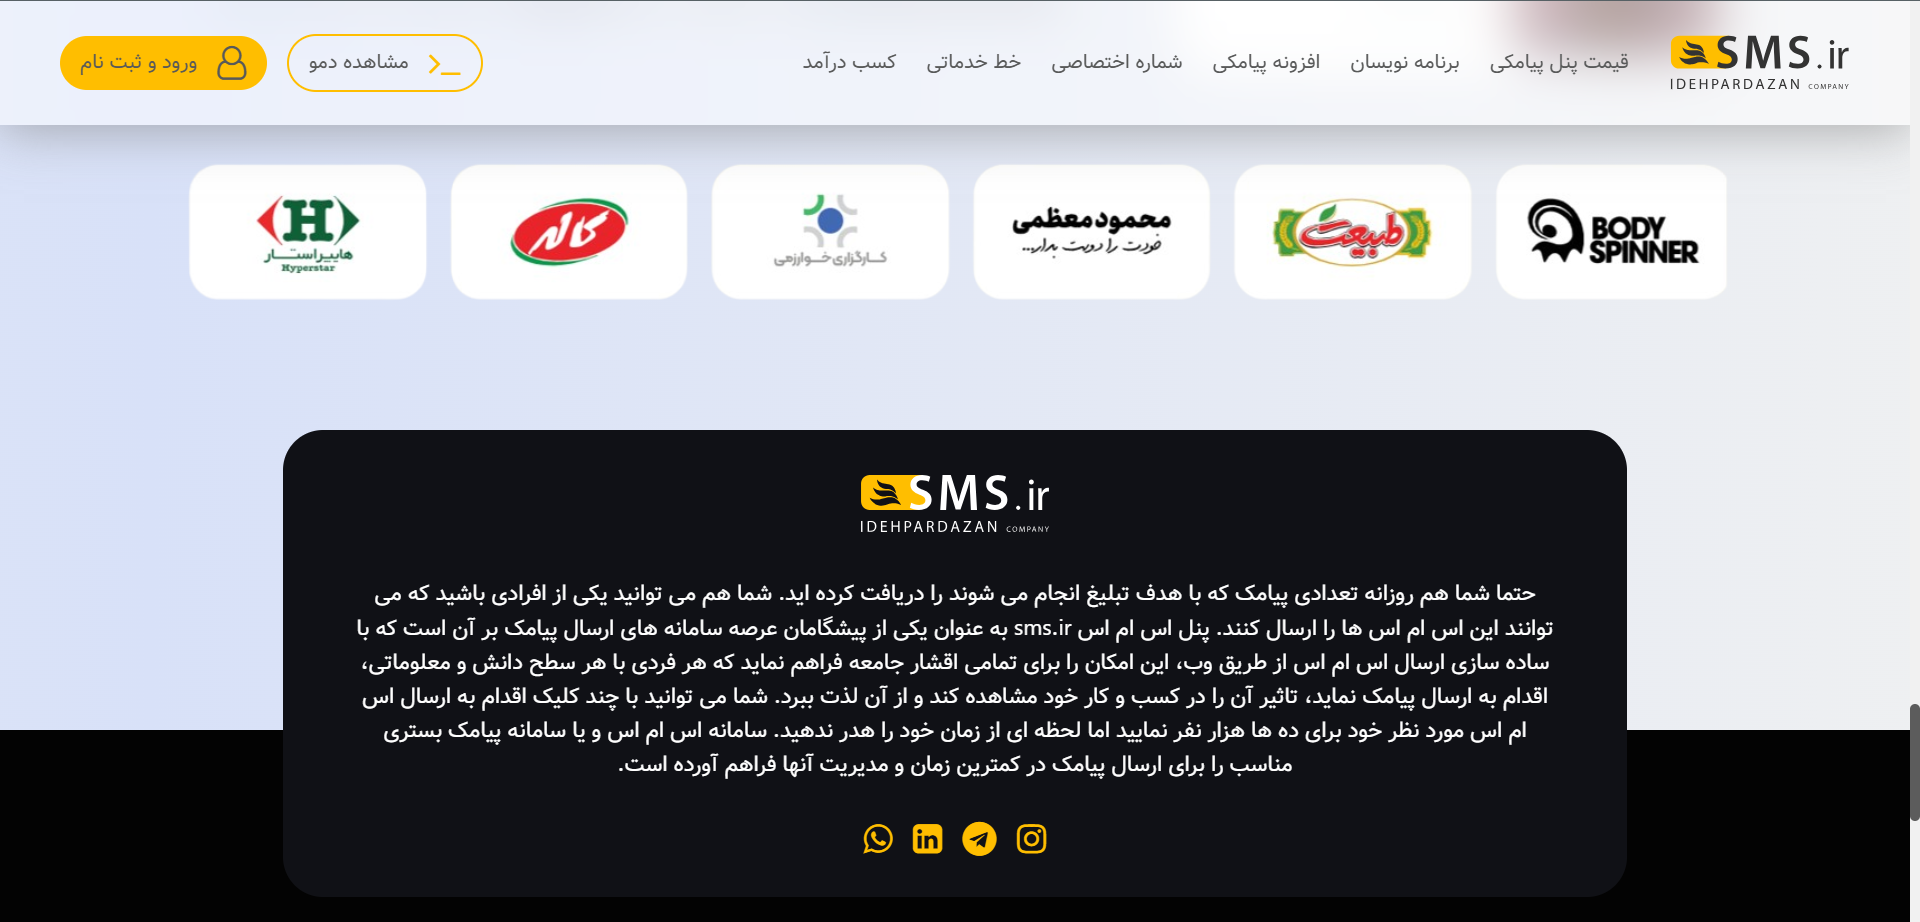 SMS.ir
IDEHPARDAZAN COMPANY
قیمت پنل پیامکی
برنامه نویسان
افزونه پیامکی
شماره اختصاصی
خط خدماتی
کسب درآمد
مشاهده دمو
ورود و ثبت نام
BODY
SPINNER
طبیعت
محمود معظمی
خودت را دوست بدار...
کارگزاری خوارزمی
کاله
H
هایپراستار
Hyperstar
SMS.ir
IDEHPARDAZAN COMPANY
حتما شما هم روزانه تعدادی پیامک که با هدف تبلیغ انجام می شوند را دریافت کرده اید. شما هم می توانید یکی از افرادی باشید که می
توانند این اس ام اس ها را ارسال کنند. پنل اس ام اس sms.ir به عنوان یکی از پیشگامان عرصه سامانه های ارسال پیامک بر آن است که با
ساده سازی ارسال اس ام اس از طریق وب، این امکان را برای تمامی اقشار جامعه فراهم نماید که هر فردی با هر سطح دانش و معلوماتی،
اقدام به ارسال پیامک نماید، تاثیر آن را در کسب و کار خود مشاهده کند و از آن لذت ببرد. شما می توانید با چند کلیک اقدام به ارسال اس
ام اس مورد نظر خود برای ده ها هزار نفر نمایید اما لحظه ای از زمان خود را هدر ندهید. سامانه اس ام اس و یا سامانه پیامک بستری
مناسب را برای ارسال پیامک در کمترین زمان و مدیریت آنها فراهم آورده است.